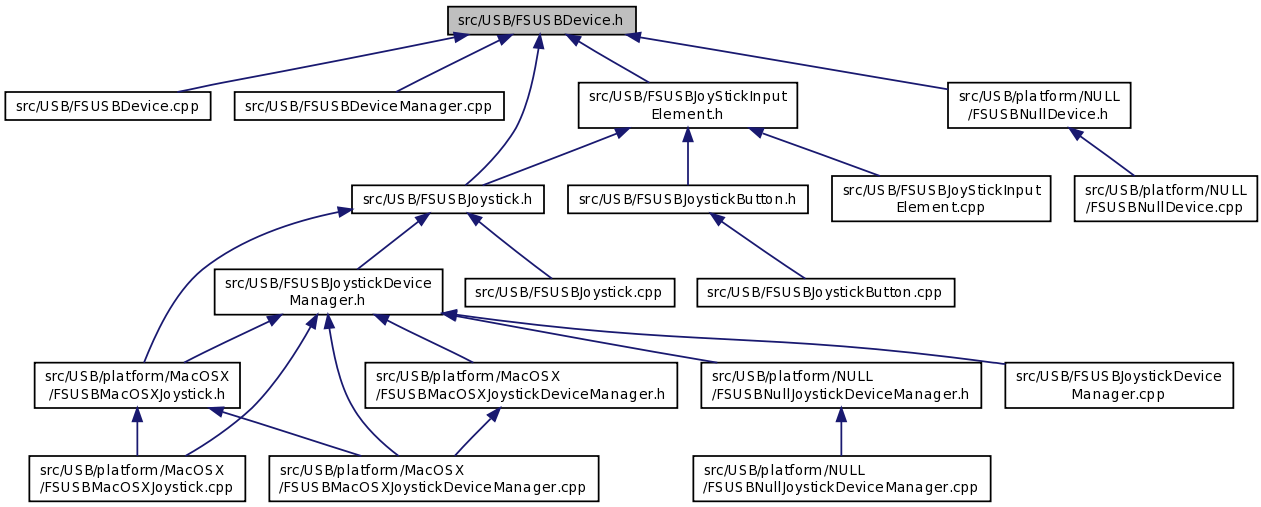 src/USB/FSUSBDevice.h
src/USB/FSUSBDevice.cpp
src/USB/FSUSBDeviceManager.cpp
src/USB/FSUSBJoyStickInput
Element.h
src/USB/platform/NULL
/FSUSBNullDevice.h
src/USB/FSUSBJoystick.h
src/USB/FSUSBJoystickButton.h
src/USB/FSUSBJoyStickInput
Element.cpp
src/USB/platform/NULL
/FSUSBNullDevice.cpp
src/USB/FSUSBJoystickDevice
Manager.h
src/USB/FSUSBJoystick.cpp
src/USB/FSUSBJoystickButton.cpp
src/USB/platform/MacOSX
/FSUSBMacOSXJoystick.h
src/USB/platform/MacOSX
/FSUSBMacOSXJoystickDeviceManager.h
src/USB/platform/NULL
/FSUSBNullJoystickDeviceManager.h
src/USB/FSUSBJoystickDevice
Manager.cpp
src/USB/platform/MacOSX
/FSUSBMacOSXJoystick.cpp
src/USB/platform/MacOSX
/FSUSBMacOSXJoystickDeviceManager.cpp
src/USB/platform/NULL
/FSUSBNullJoystickDeviceManager.cpp